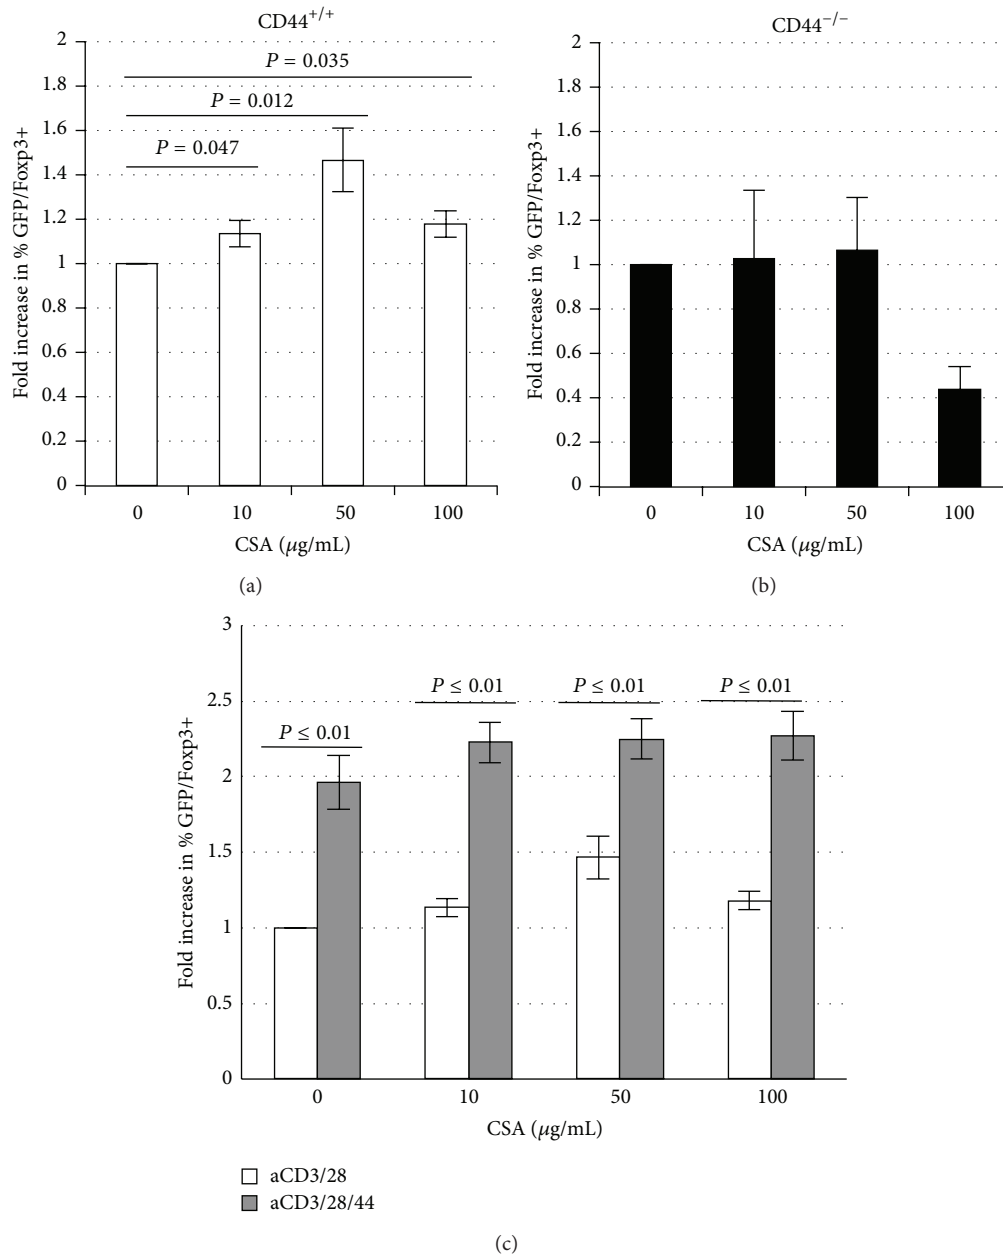 CD44+/+
Fold increase in % GFP/Foxp3+
2
1.8
1.6
1.4
1.2
1
0.8
0.6
0.4
0.2
0
P = 0.035
P = 0.012
P = 0.047
0 10 50 100
CSA (μg/mL)
(a)
CD44−/−
Fold increase in % GFP/Foxp3+
2
1.8
1.6
1.4
1.2
1
0.8
0.6
0.4
0.2
0
0 10 50 100
CSA (μg/mL)
(b)
Fold increase in % GFP/Foxp3+
3
2.5
2
1.5
1
0.5
0
P ≤ 0.01
P ≤ 0.01
P ≤ 0.01
P ≤ 0.01
0 10 50 100
CSA (μg/mL)
aCD3/28
aCD3/28/44
(c)